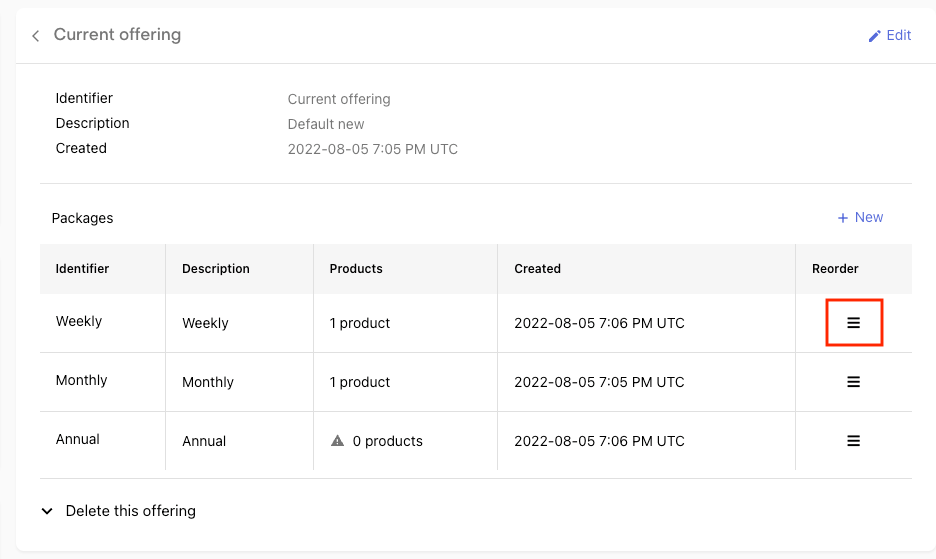 Current offering
Edit
Identifier Current offering
Description Default new
Created 2022-08-05 7:05 PM UTC
Packages
+ New
Identifier Description Products Created Reorder
Weekly Weekly 1 product 2022-08-05 7:06 PM UTC
Monthly Monthly 1 product 2022-08-05 7:05 PM UTC
Annual Annual 0 products 2022-08-05 7:06 PM UTC
Delete this offering